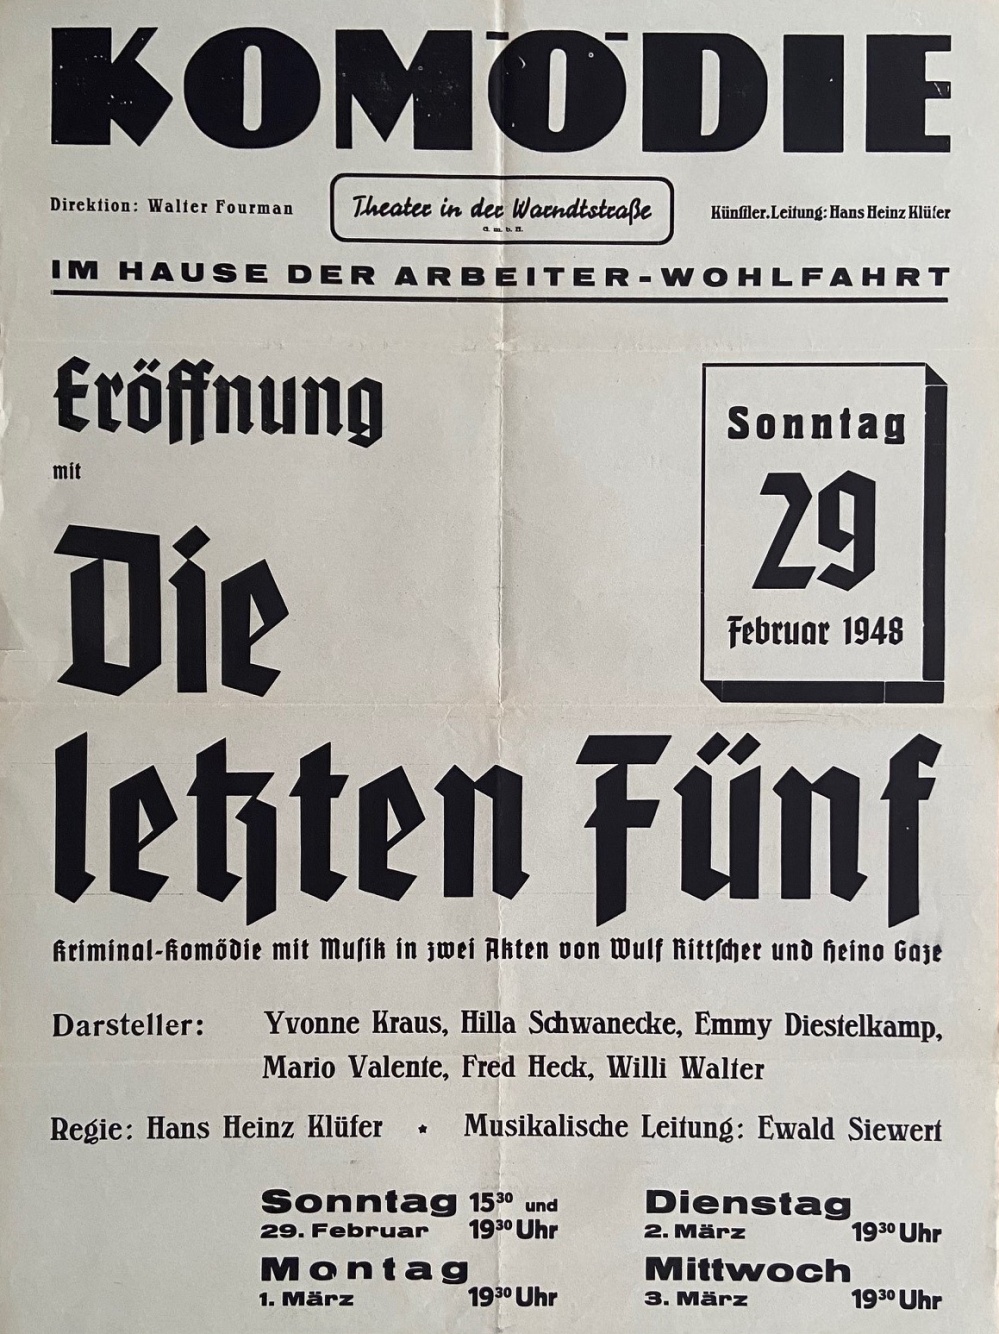 KOMÖDIE
Direktion: Walter Fourman
Theater in der Warndtstraße
G. m. b. H.
Künstler. Leitung: Hans Heinz Klüfer
IM HAUSE DER ARBEITER-WOHLFAHRT
Eröffnung
mit
Sonntag
29
Februar 1948
Die
letzten Fünf
Kriminal-Komödie mit Musik in zwei Akten von Wulf Rittscher und Heino Gaze
Darsteller: Yvonne Kraus, Hilla Schwanecke, Emmy Diestelkamp,
Mario Valente, Fred Heck, Willi Walter
Regie: Hans Heinz Klüfer ★ Musikalische Leitung: Ewald Siewert
Sonntag 15³⁰ und
29. Februar 19³⁰ Uhr
Montag
1. März 19³⁰ Uhr
Dienstag
2. März 19³⁰ Uhr
Mittwoch
3. März 19³⁰ Uhr